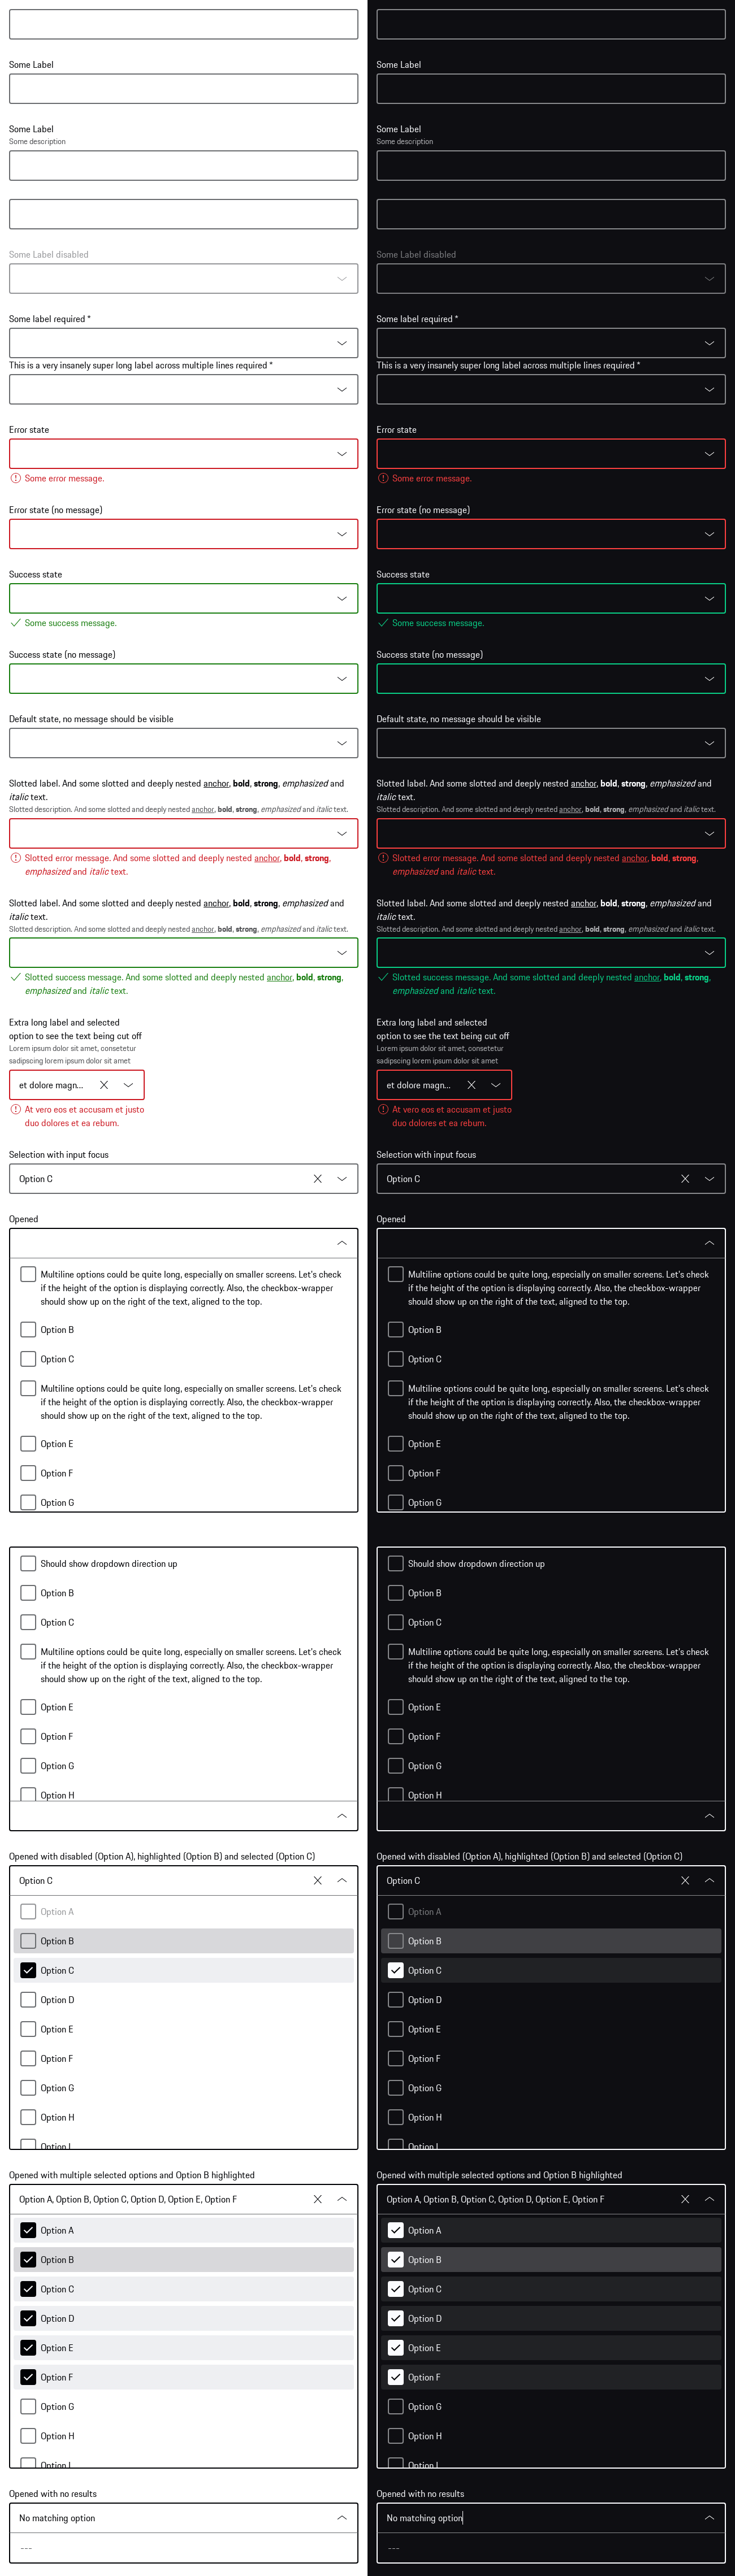 Some Label
Some Label
Some description
Some Label disabled
Some label required *
This is a very insanely super long label across multiple lines required *
Error state
Some error message.
Error state (no message)
Success state
Some success message.
Success state (no message)
Default state, no message should be visible
Slotted label. And some slotted and deeply nested anchor, bold, strong, emphasized and
italic text.
Slotted description. And some slotted and deeply nested anchor, bold, strong, emphasized and italic text.
Slotted error message. And some slotted and deeply nested anchor, bold, strong,
emphasized and italic text.
Slotted label. And some slotted and deeply nested anchor, bold, strong, emphasized and
italic text.
Slotted description. And some slotted and deeply nested anchor, bold, strong, emphasized and italic text.
Slotted success message. And some slotted and deeply nested anchor, bold, strong,
emphasized and italic text.
Extra long label and selected
option to see the text being cut off
Lorem ipsum dolor sit amet, consetetur
sadipscing lorem ipsum dolor sit amet
et dolore magn...
At vero eos et accusam et justo
duo dolores et ea rebum.
Selection with input focus
Option C
Opened
Multiline options could be quite long, especially on smaller screens. Let's check
if the height of the option is displaying correctly. Also, the checkbox-wrapper
should show up on the right of the text, aligned to the top.
Option B
Option C
Multiline options could be quite long, especially on smaller screens. Let's check
if the height of the option is displaying correctly. Also, the checkbox-wrapper
should show up on the right of the text, aligned to the top.
Option E
Option F
Option G
Should show dropdown direction up
Option B
Option C
Multiline options could be quite long, especially on smaller screens. Let's check
if the height of the option is displaying correctly. Also, the checkbox-wrapper
should show up on the right of the text, aligned to the top.
Option E
Option F
Option G
Option H
Opened with disabled (Option A), highlighted (Option B) and selected (Option C)
Option C
Option A
Option B
Option C
Option D
Option E
Option F
Option G
Option H
Option I
Opened with multiple selected options and Option B highlighted
Option A, Option B, Option C, Option D, Option E, Option F
Option A
Option B
Option C
Option D
Option E
Option F
Option G
Option H
Option I
Opened with no results
No matching option
---
Some Label
Some Label
Some description
Some Label disabled
Some label required *
This is a very insanely super long label across multiple lines required *
Error state
Some error message.
Error state (no message)
Success state
Some success message.
Success state (no message)
Default state, no message should be visible
Slotted label. And some slotted and deeply nested anchor, bold, strong, emphasized and
italic text.
Slotted description. And some slotted and deeply nested anchor, bold, strong, emphasized and italic text.
Slotted error message. And some slotted and deeply nested anchor, bold, strong,
emphasized and italic text.
Slotted label. And some slotted and deeply nested anchor, bold, strong, emphasized and
italic text.
Slotted description. And some slotted and deeply nested anchor, bold, strong, emphasized and italic text.
Slotted success message. And some slotted and deeply nested anchor, bold, strong,
emphasized and italic text.
Extra long label and selected
option to see the text being cut off
Lorem ipsum dolor sit amet, consetetur
sadipscing lorem ipsum dolor sit amet
et dolore magn...
At vero eos et accusam et justo
duo dolores et ea rebum.
Selection with input focus
Option C
Opened
Multiline options could be quite long, especially on smaller screens. Let's check
if the height of the option is displaying correctly. Also, the checkbox-wrapper
should show up on the right of the text, aligned to the top.
Option B
Option C
Multiline options could be quite long, especially on smaller screens. Let's check
if the height of the option is displaying correctly. Also, the checkbox-wrapper
should show up on the right of the text, aligned to the top.
Option E
Option F
Option G
Should show dropdown direction up
Option B
Option C
Multiline options could be quite long, especially on smaller screens. Let's check
if the height of the option is displaying correctly. Also, the checkbox-wrapper
should show up on the right of the text, aligned to the top.
Option E
Option F
Option G
Option H
Opened with disabled (Option A), highlighted (Option B) and selected (Option C)
Option C
Option A
Option B
Option C
Option D
Option E
Option F
Option G
Option H
Option I
Opened with multiple selected options and Option B highlighted
Option A, Option B, Option C, Option D, Option E, Option F
Option A
Option B
Option C
Option D
Option E
Option F
Option G
Option H
Option I
Opened with no results
No matching option
---